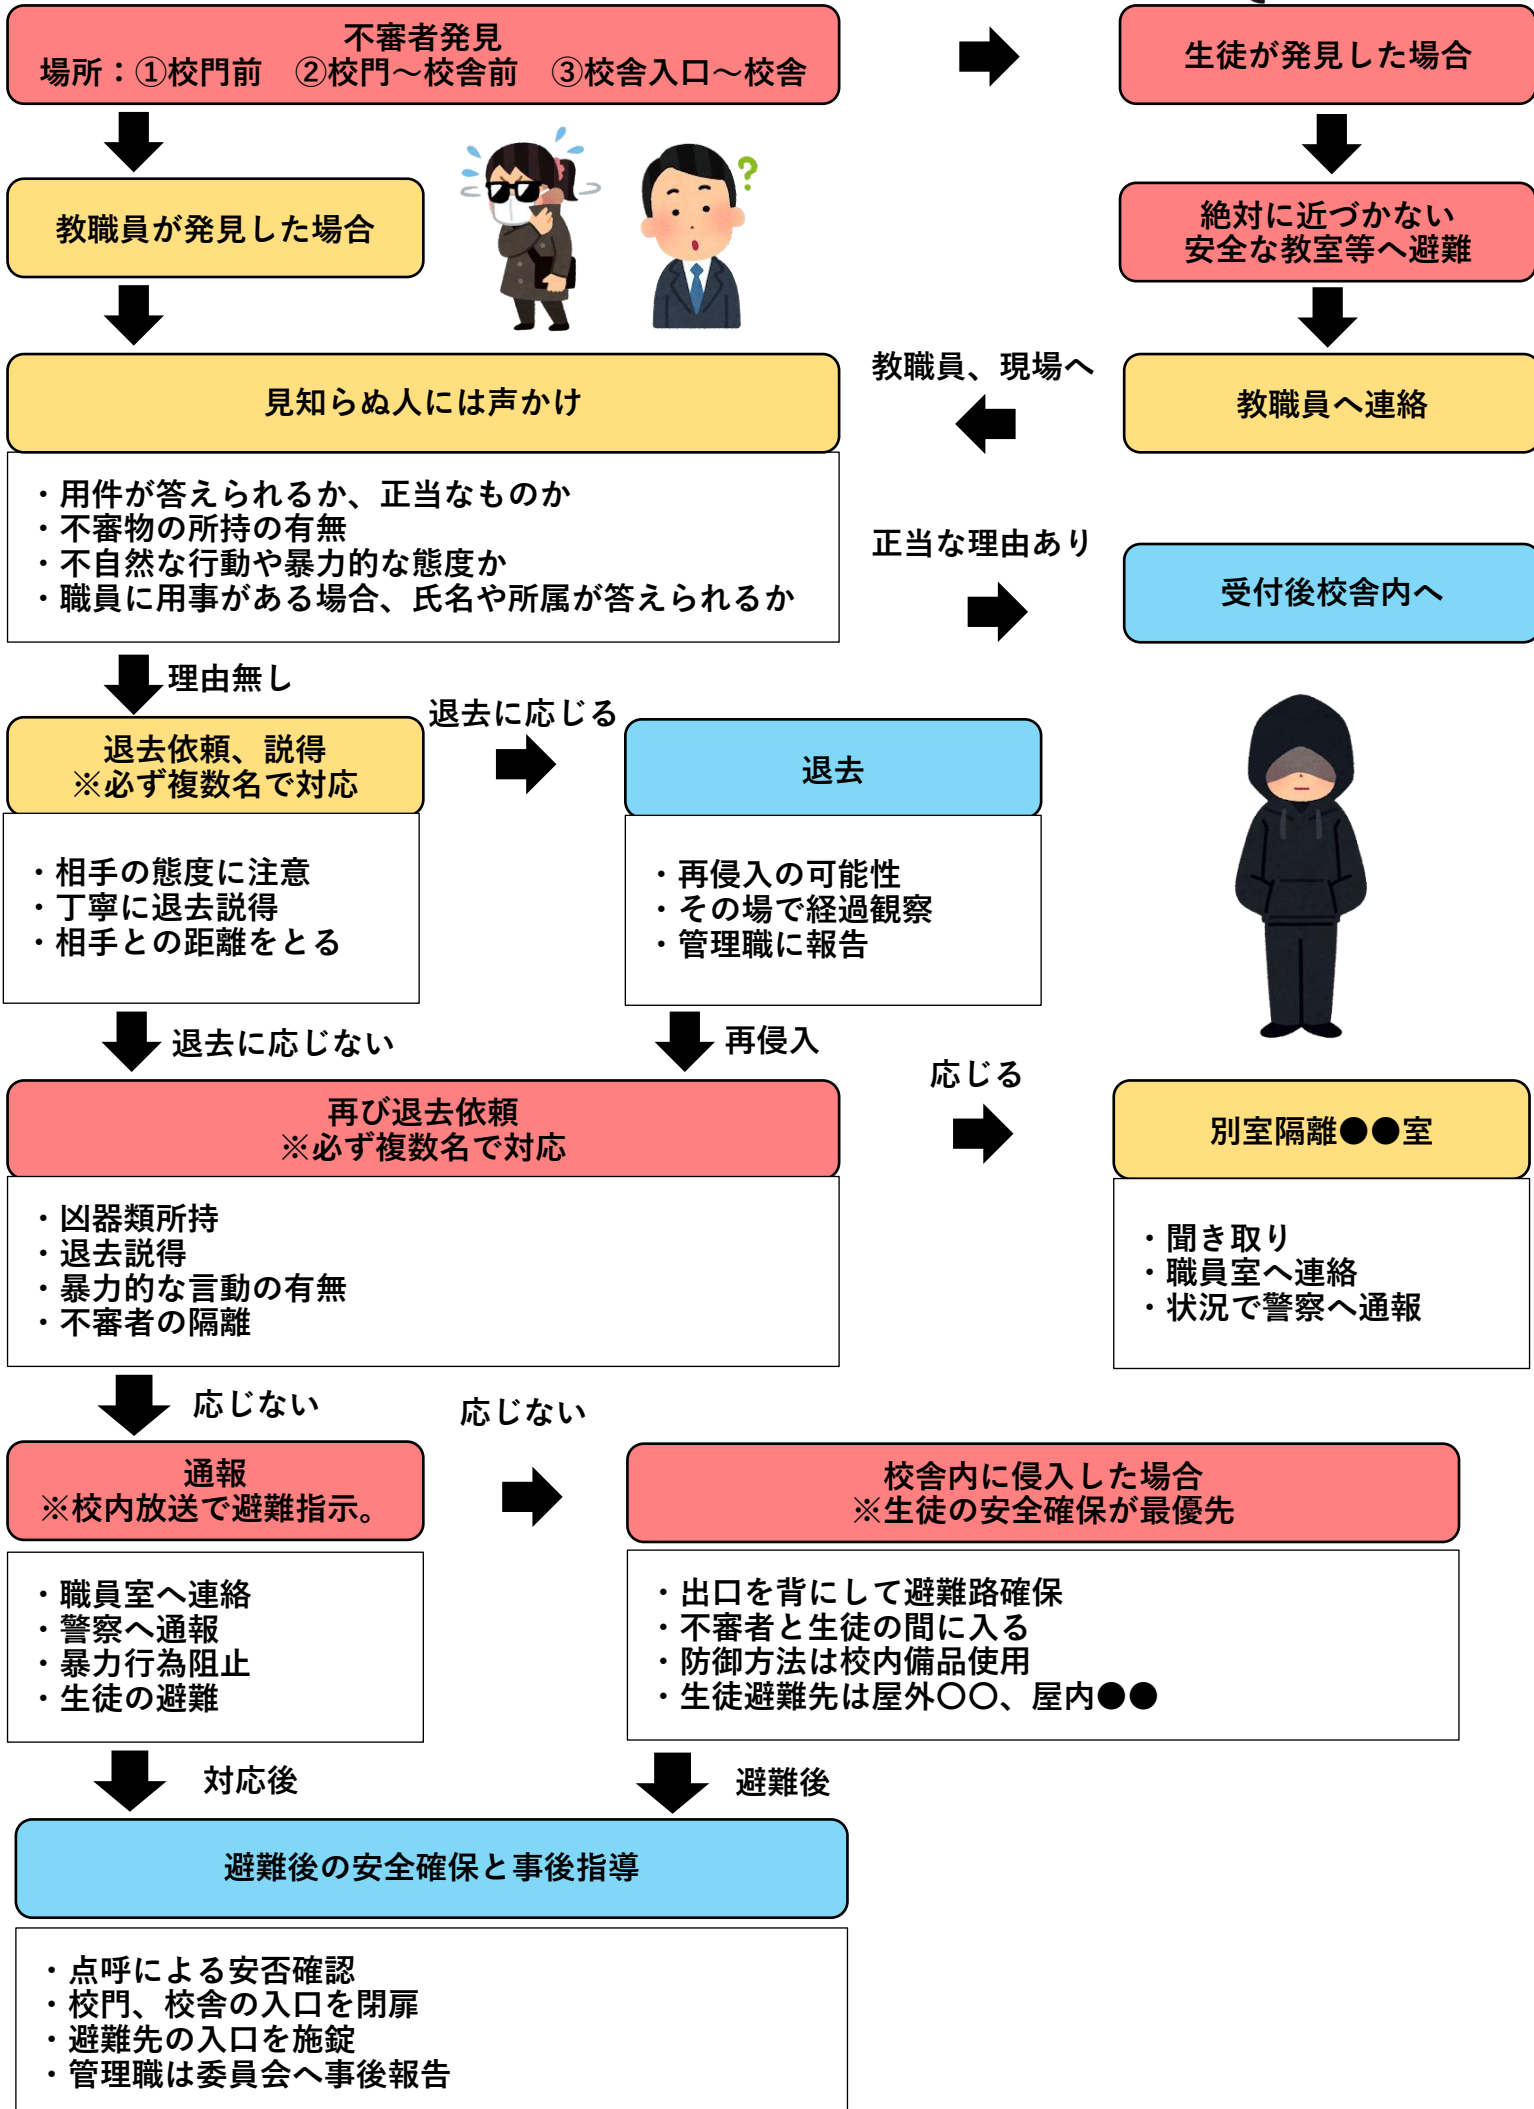 不審者発見
場所：①校門前　②校門〜校舎前　③校舎入口〜校舎
生徒が発見した場合
教職員が発見した場合
?
絶対に近づかない
安全な教室等へ避難
見知らぬ人には声かけ
教職員、現場へ
教職員へ連絡
・用件が答えられるか、正当なものか
・不審物の所持の有無
・不自然な行動や暴力的な態度か
・職員に用事がある場合、氏名や所属が答えられるか
正当な理由あり
受付後校舎内へ
理由無し
退去依頼、説得
※必ず複数名で対応
退去に応じる
退去
・相手の態度に注意
・丁寧に退去説得
・相手との距離をとる
・再侵入の可能性
・その場で経過観察
・管理職に報告
退去に応じない
再侵入
再び退去依頼
※必ず複数名で対応
応じる
別室隔離●●室
・凶器類所持
・退去説得
・暴力的な言動の有無
・不審者の隔離
・聞き取り
・職員室へ連絡
・状況で警察へ通報
応じない
応じない
通報
※校内放送で避難指示。
校舎内に侵入した場合
※生徒の安全確保が最優先
・職員室へ連絡
・警察へ通報
・暴力行為阻止
・生徒の避難
・出口を背にして避難路確保
・不審者と生徒の間に入る
・防御方法は校内備品使用
・生徒避難先は屋外〇〇、屋内●●
対応後
避難後
避難後の安全確保と事後指導
・点呼による安否確認
・校門、校舎の入口を閉扉
・避難先の入口を施錠
・管理職は委員会へ事後報告